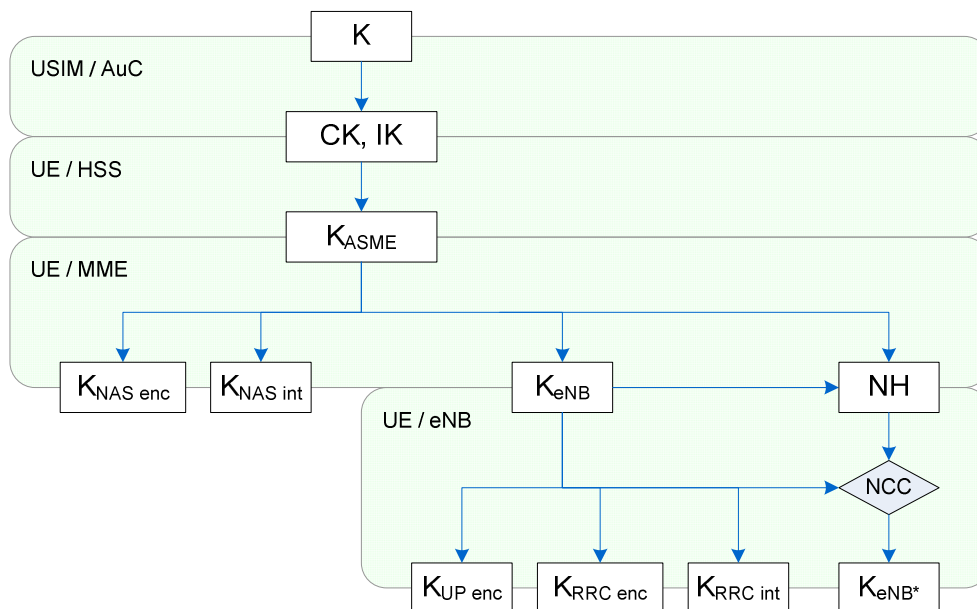 K
USIM / AuC
CK, IK
UE / HSS
KASME
UE / MME
KNAS enc
KNAS int
KeNB
NH
UE / eNB
NCC
KUP enc
KRRC enc
KRRC int
KeNB*